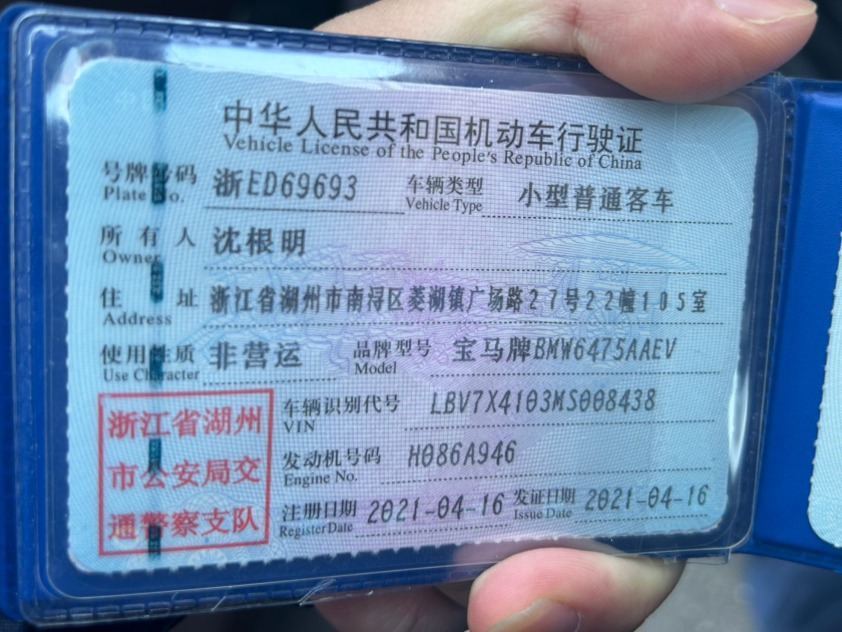 中华人民共和国机动车行驶证
Vehicle License of the People's Republic of China
号牌号码 浙ED69693 车辆类型 小型普通客车
Plate No. Vehicle Type
所有人 沈根明
Owner
住址 浙江省湖州市南浔区菱湖镇广场路27号22幢105室
Address
使用性质 非营运 品牌型号 宝马牌BMW6475AAEV
Use Character Model
浙江省湖州
市公安局交
通警察支队
车辆识别代号 LBV7X4103MS008438
VIN
发动机号码 H086A946
Engine No.
注册日期 2021-04-16 发证日期 2021-04-16
Register Date Issue Date